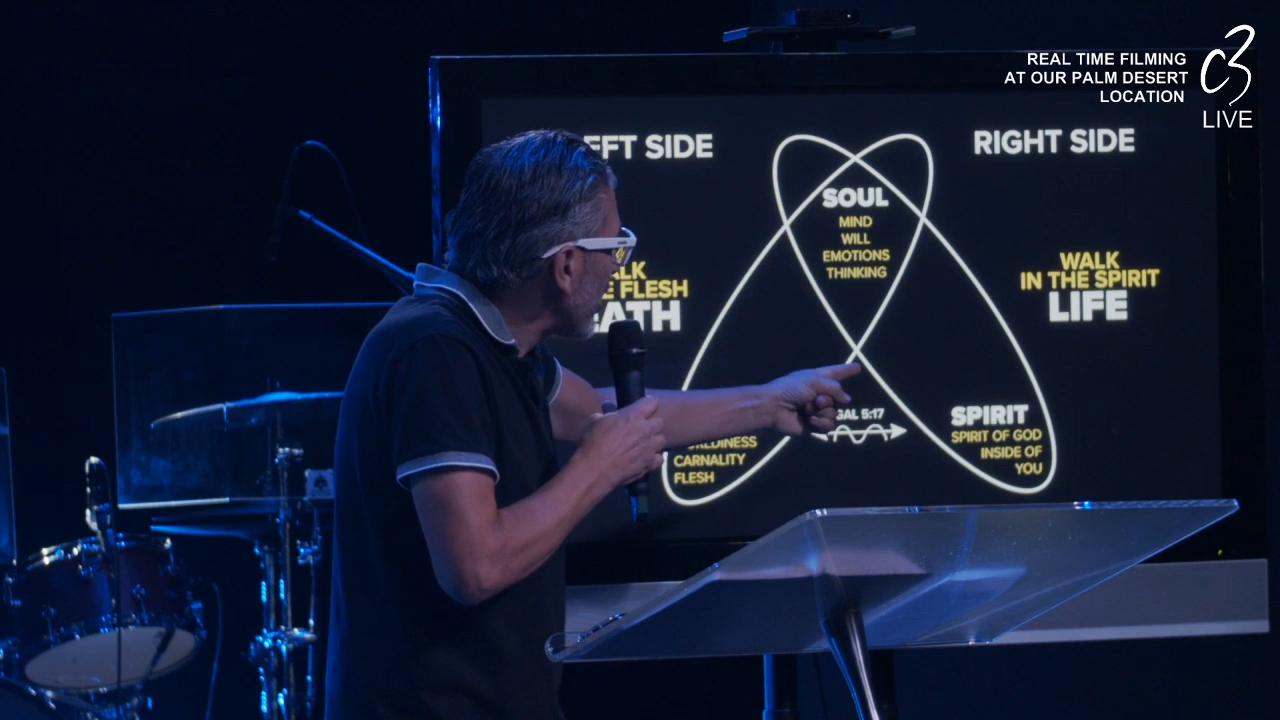 REAL TIME FILMING
AT OUR PALM DESERT
LOCATION
C3
LIVE
EFT SIDE
RIGHT SIDE
SOUL
MIND
WILL
EMOTIONS
THINKING
ALK
E FLESH
EATH
WALK
IN THE SPIRIT
LIFE
GAL 5:17
SPIRIT
SPIRIT OF GOD
INSIDE OF
YOU
CARNALITY
FLESH